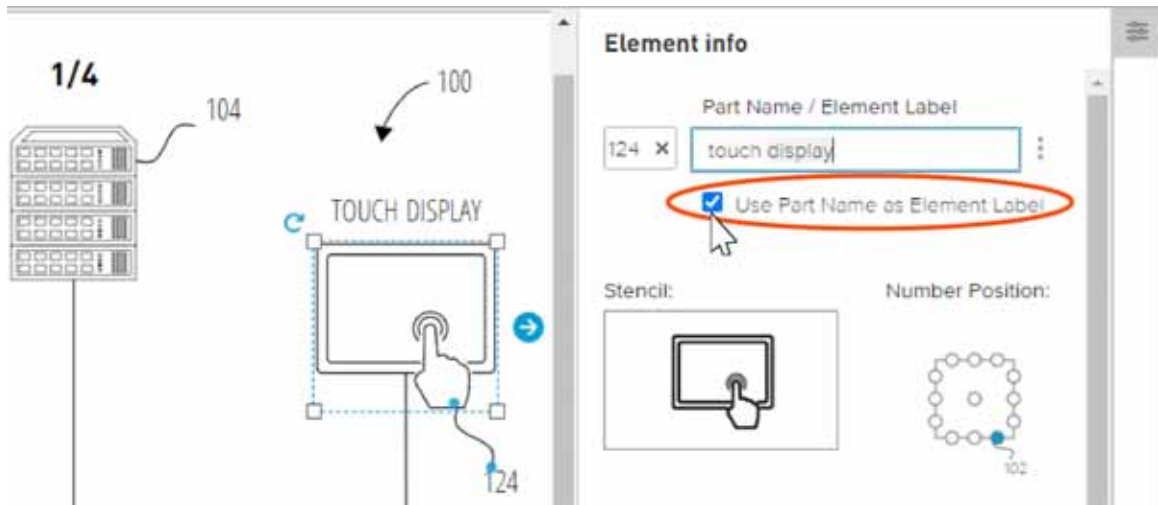 1/4
104
100
TOUCH DISPLAY
124
Element info
Part Name / Element Label
124 ×
touch display
Use Part Name as Element Label
Stencil:
Number Position:
102